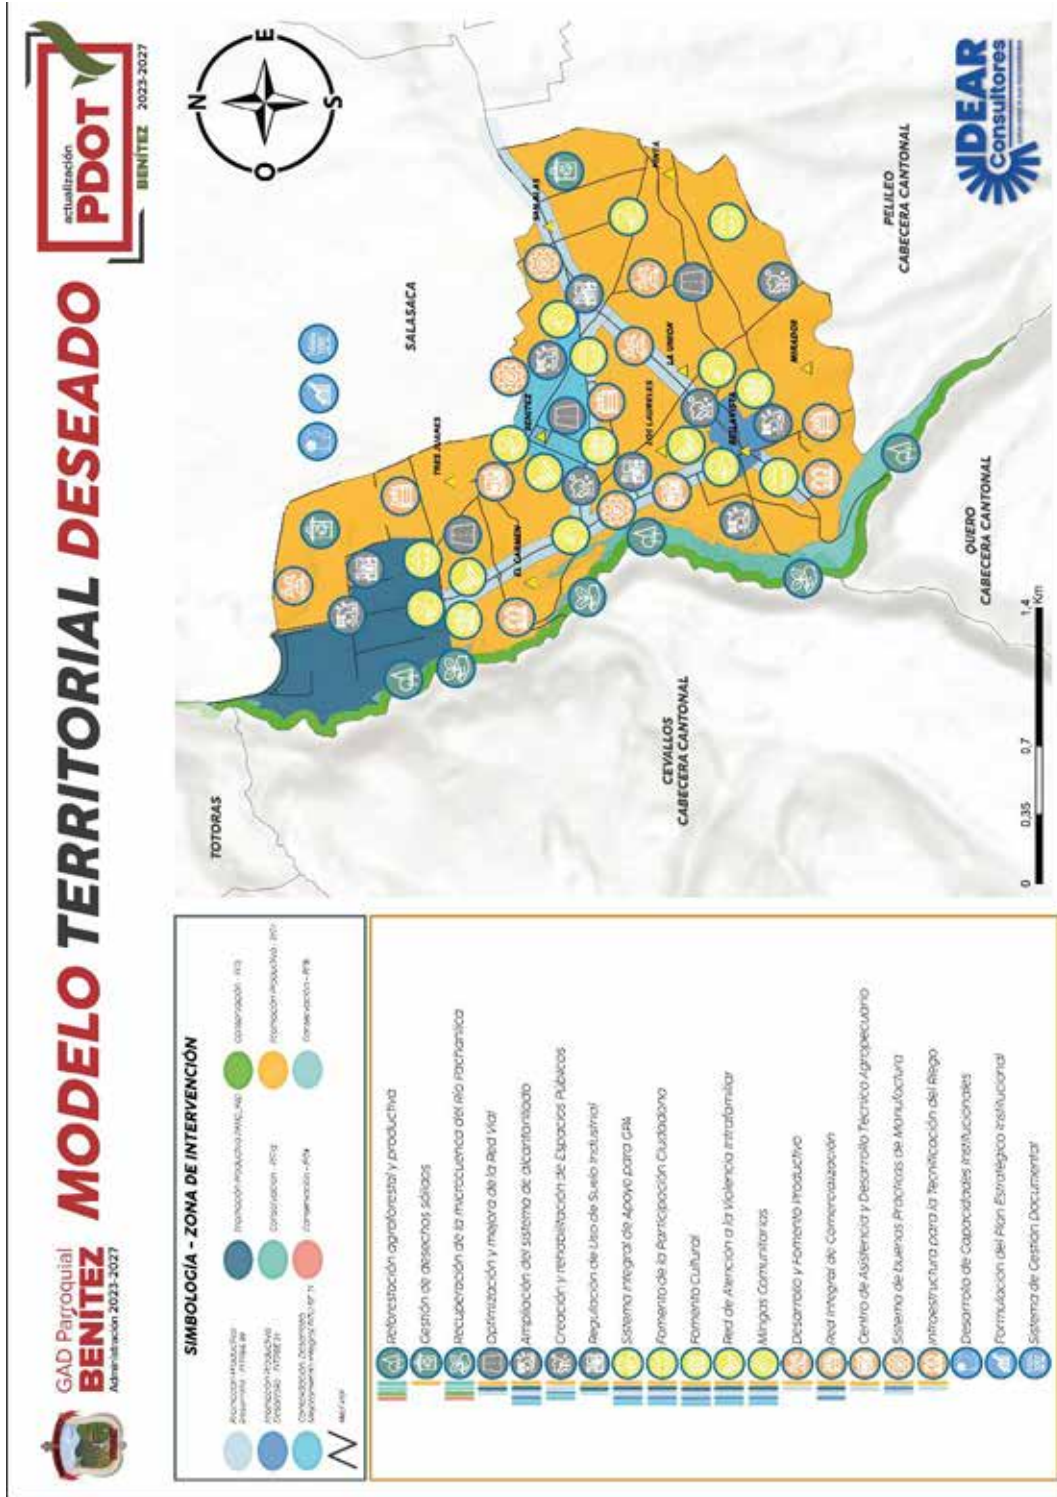 GAD Parroquial
BENÍTEZ
Administración 2023-2027
MODELO TERRITORIAL DESEADO
actualización
PDOT
BENÍTEZ 2023-2027
SIMBOLOGÍA - ZONA DE INTERVENCIÓN
Red vial
Reforestación agroforestal y productiva
Gestión de desechos sólidos
Recuperación de la microcuenca del Río Pachanlica
Optimización y mejora de la Red Vial
Ampliación del sistema de alcantarillado
Creación y rehabilitación de Espacios Públicos
Regulación de Uso de Suelo Industrial
Sistema Integral de Apoyo para GPA
Fomento de la Participación Ciudadana
Fomento Cultural
Red de Atención a la Violencia Intrafamiliar
Mingas Comunitarias
Desarrollo y Fomento Productivo
Red Integral de Comercialización
Centro de Asistencia y Desarrollo Técnico Agropecuario
Sistema de buenas Prácticas de Manufactura
Infraestructura para la Tecnificación del Riego
Desarrollo de Capacidades Institucionales
Formulación del Plan Estratégico Institucional
Sistema de Gestión Documental
TOTORAS
SALASACA
N
E
S
O
TRES JUANES
EL CARMEN
BENITEZ
LOS LAURELES
LA UNION
BELLAVISTA
MIRADOR
CEVALLOS
CABECERA CANTONAL
QUERO
CABECERA CANTONAL
PELILEO
CABECERA CANTONAL
0 0,35 0,7 1,4
Km
IDEAR
Consultores